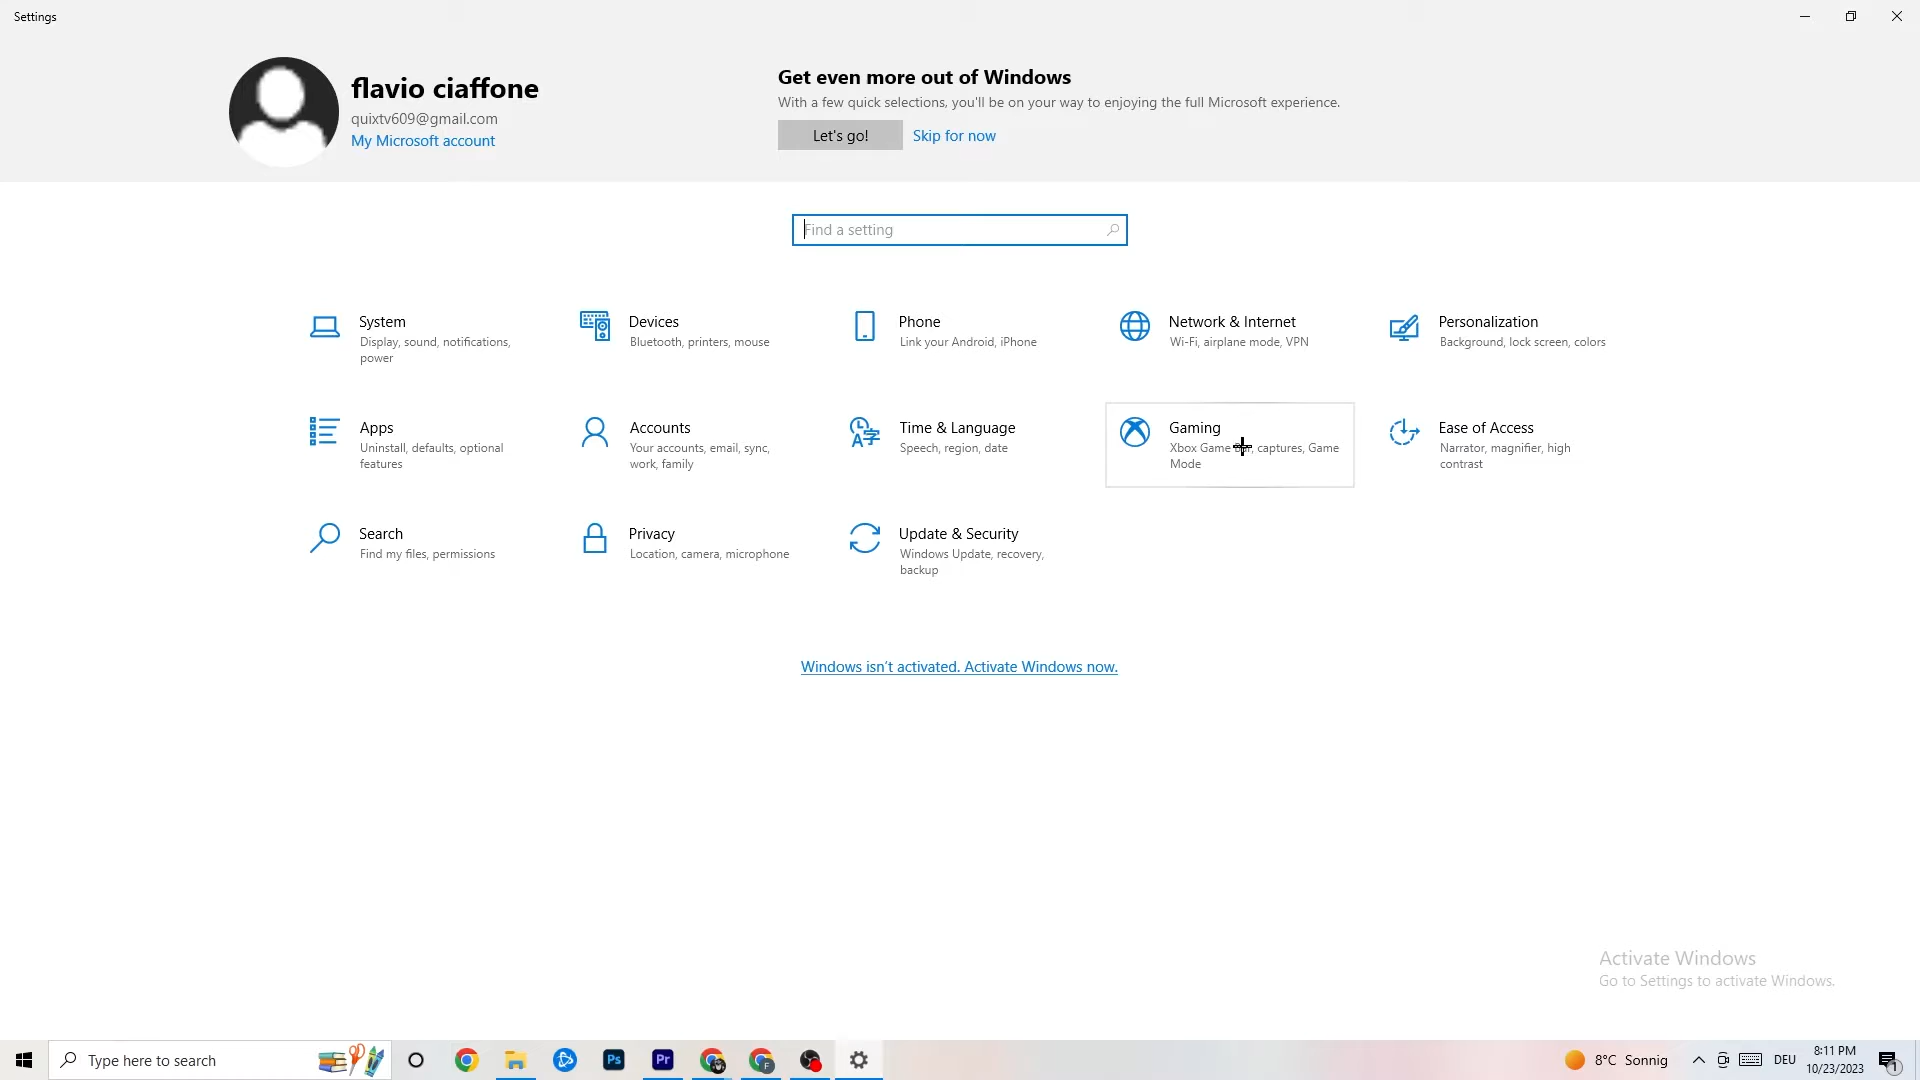 Settings
flavio ciaffone
quixtv609@gmail.com
My Microsoft account
Get even more out of Windows
With a few quick selections, you'll be on your way to enjoying the full Microsoft experience.
Let's go!
Skip for now
Find a setting
System
Display, sound, notifications,
power
Devices
Bluetooth, printers, mouse
Phone
Link your Android, iPhone
Network & Internet
Wi-Fi, airplane mode, VPN
Personalization
Background, lock screen, colors
Apps
Uninstall, defaults, optional
features
Accounts
Your accounts, email, sync,
work, family
Time & Language
Speech, region, date
Gaming
Xbox Game Bar, captures, Game
Mode
Ease of Access
Narrator, magnifier, high
contrast
Search
Find my files, permissions
Privacy
Location, camera, microphone
Update & Security
Windows Update, recovery,
backup
Windows isn't activated. Activate Windows now.
Activate Windows
Go to Settings to activate Windows.
Type here to search
Ps
Pr
F
8°C Sonnig
DEU
8:11 PM
10/23/2023
1